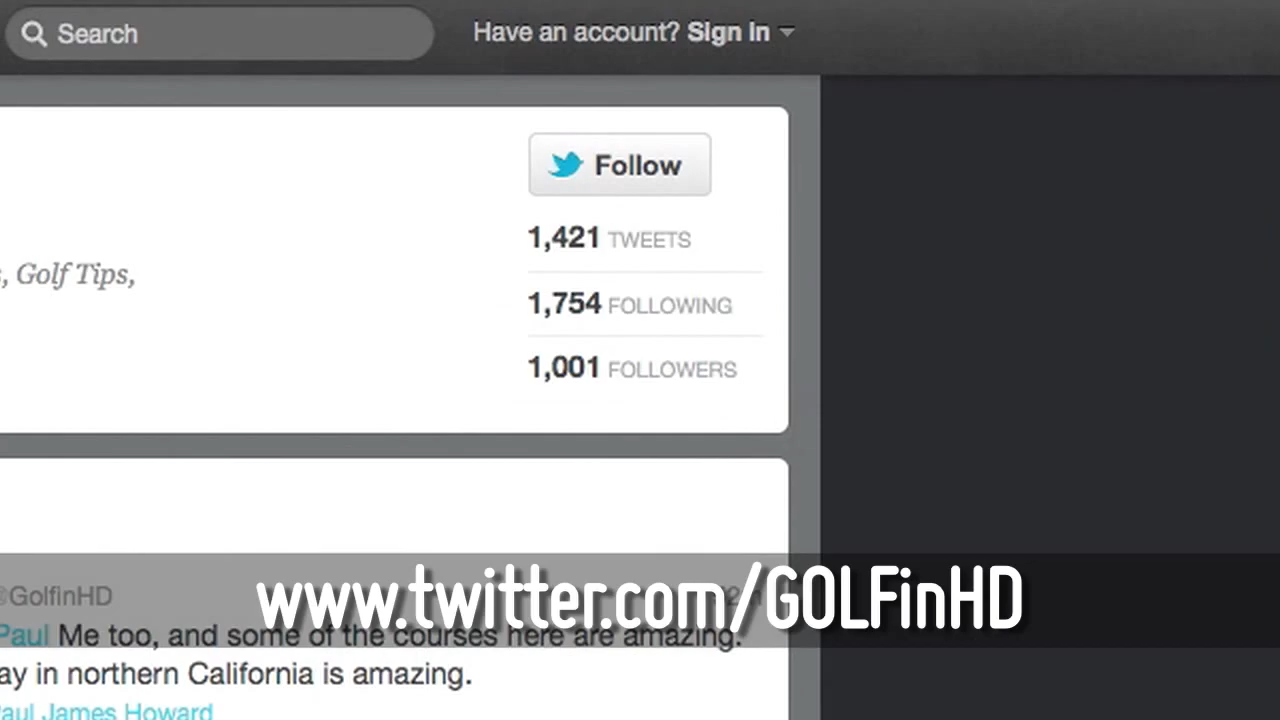 Search
Have an account? Sign in
Follow
1,421 TWEETS
, Golf Tips,
1,754 FOLLOWING
1,001 FOLLOWERS
@GolfinHD
www.twitter.com/GOLFinHD
Paul Me too, and some of the courses here are amazing.
ay in northern California is amazing.
Paul James Howard